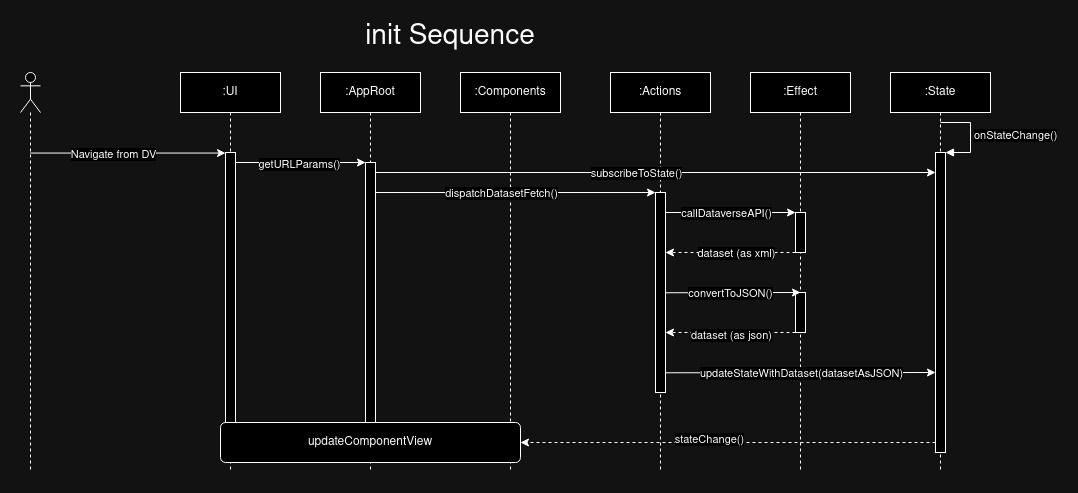 init Sequence
:UI
:AppRoot
:Components
:Actions
:Effect
:State
onStateChange()
Navigate from DV
getURLParams()
subscribeToState()
dispatchDatasetFetch()
callDataverseAPI()
dataset (as xml)
convertToJSON()
dataset (as json)
updateStateWithDataset(datasetAsJSON)
updateComponentView
stateChange()